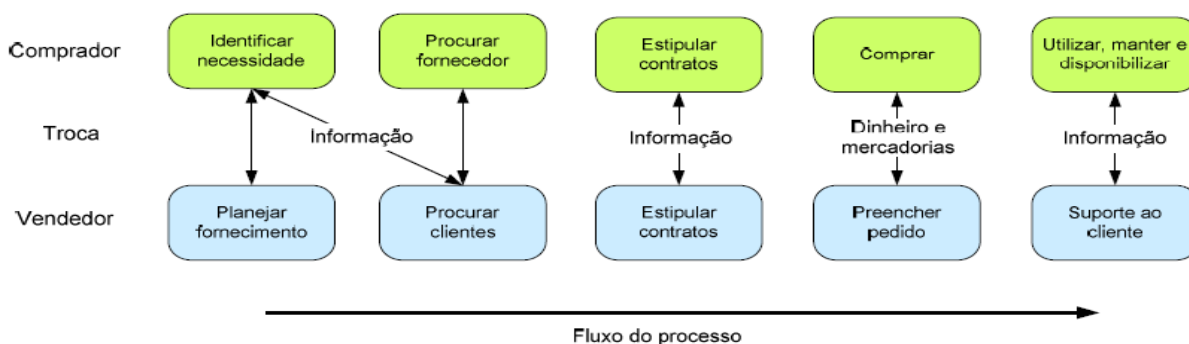 Comprador
Identificar
necessidade
Procurar
fornecedor
Estipular
contratos
Comprar
Utilizar, manter e
disponibilizar
Troca
Informação
Informação
Dinheiro e
mercadorias
Informação
Vendedor
Planejar
fornecimento
Procurar
clientes
Estipular
contratos
Preencher
pedido
Suporte ao
cliente
Fluxo do processo